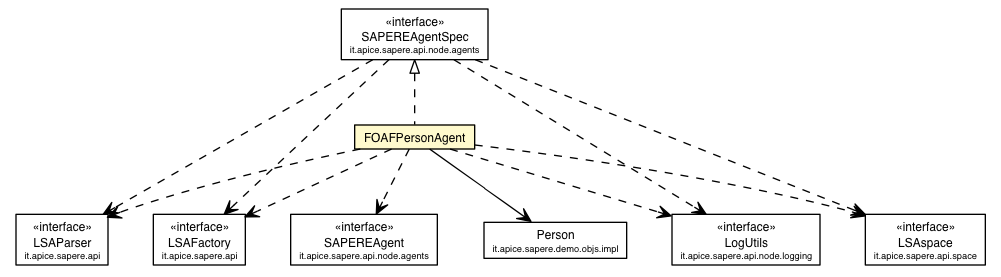 «interface»
SAPEREAgentSpec
it.apice.sapere.api.node.agents
FOAFPersonAgent
«interface»
LSAParser
it.apice.sapere.api
«interface»
LSAFactory
it.apice.sapere.api
«interface»
SAPEREAgent
it.apice.sapere.api.node.agents
Person
it.apice.sapere.demo.objs.impl
«interface»
LogUtils
it.apice.sapere.api.node.logging
«interface»
LSAspace
it.apice.sapere.api.space